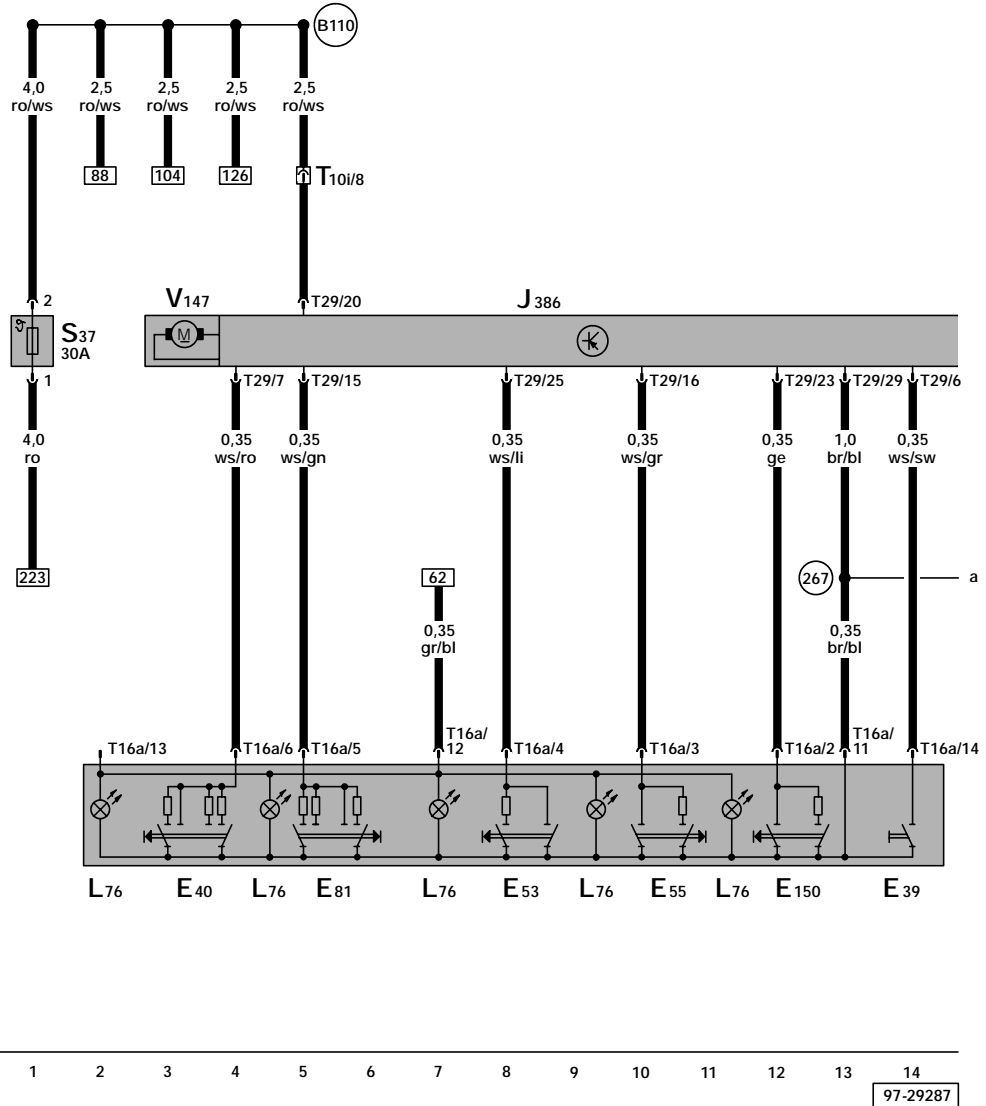 B110
4,0 2,5 2,5 2,5 2,5
ro/ws ro/ws ro/ws ro/ws ro/ws
88 104 126 T10i/8
2 V147 T29/20 J386
S37
30A
M
1 T29/7 T29/15 T29/25 T29/16 T29/23 T29/29 T29/6
4,0 0,35 0,35 0,35 0,35 0,35 1,0 0,35
ro ws/ro ws/gn ws/li ws/gr ge br/bl ws/sw
223 62 267 a
0,35 0,35
gr/bl br/bl
T16a/13 T16a/6 T16a/5 T16a/12 T16a/4 T16a/3 T16a/2 T16a/11 T16a/14
L76 E40 L76 E81 L76 E53 L76 E55 L76 E150 E39
1 2 3 4 5 6 7 8 9 10 11 12 13 14
97-29287